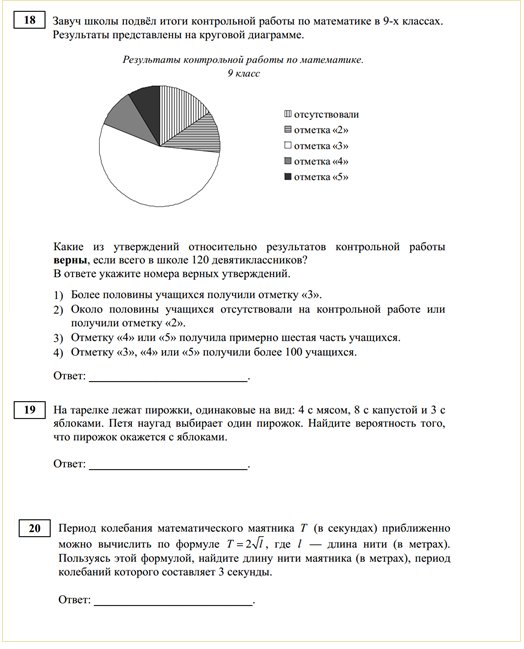 18
Завуч школы подвёл итоги контрольной работы по математике в 9-х классах.
Результаты представлены на круговой диаграмме.
Результаты контрольной работы по математике.
9 класс
отсутствовали
отметка «2»
отметка «3»
отметка «4»
отметка «5»
Какие из утверждений относительно результатов контрольной работы
верны, если всего в школе 120 девятиклассников?
В ответе укажите номера верных утверждений.
1) Более половины учащихся получили отметку «3».
2) Около половины учащихся отсутствовали на контрольной работе или
получили отметку «2».
3) Отметку «4» или «5» получила примерно шестая часть учащихся.
4) Отметку «3», «4» или «5» получили более 100 учащихся.
Ответ: ___________________________.
19
На тарелке лежат пирожки, одинаковые на вид: 4 с мясом, 8 с капустой и 3 с
яблоками. Петя наугад выбирает один пирожок. Найдите вероятность того,
что пирожок окажется с яблоками.
Ответ: ___________________________.
20
Период колебания математического маятника T (в секундах) приближенно
можно вычислить по формуле T = 2√l, где l — длина нити (в метрах).
Пользуясь этой формулой, найдите длину нити маятника (в метрах), период
колебаний которого составляет 3 секунды.
Ответ: ___________________________.